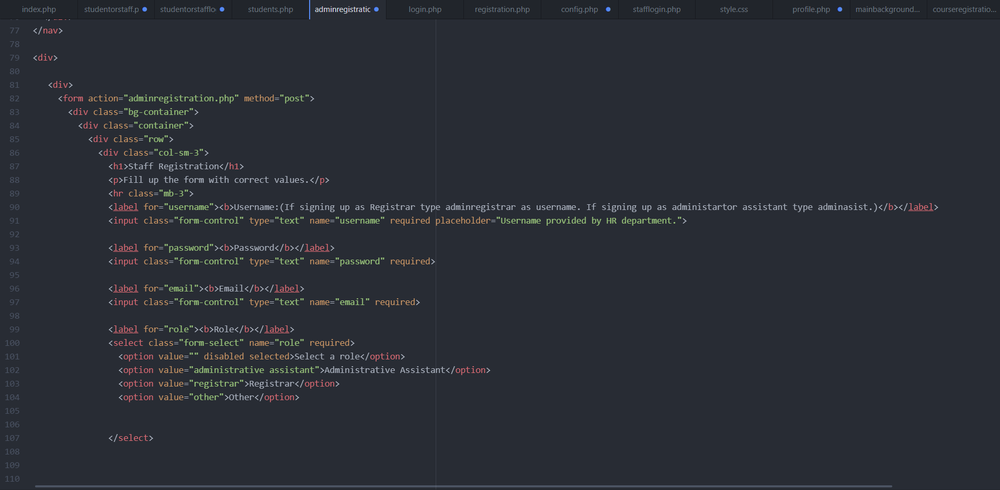 index.php studentorstaff.p studentorstafflo students.php adminregistratic login.php registration.php config.php stafflogin.php style.css profile.php mainbackground... courseregistratio...
77 </nav>
78
79 <div>
80
81 <div>
82 <form action="adminregistration.php" method="post">
83 <div class="bg-container">
84 <div class="container">
85 <div class="row">
86 <div class="col-sm-3">
87 <h1>Staff Registration</h1>
88 <p>Fill up the form with correct values.</p>
89 <hr class="mb-3">
90 <label for="username"><b>Username:(If signing up as Registrar type adminregistrar as username. If signing up as administartor assistant type adminasist.)</b></label>
91 <input class="form-control" type="text" name="username" required placeholder="Username provided by HR department.">
92
93 <label for="password"><b>Password</b></label>
94 <input class="form-control" type="text" name="password" required>
95
96 <label for="email"><b>Email</b></label>
97 <input class="form-control" type="text" name="email" required>
98
99 <label for="role"><b>Role</b></label>
100 <select class="form-select" name="role" required>
101 <option value="" disabled selected>Select a role</option>
102 <option value="administrative assistant">Administrative Assistant</option>
103 <option value="registrar">Registrar</option>
104 <option value="other">Other</option>
105
106
107 </select>
108
109
110